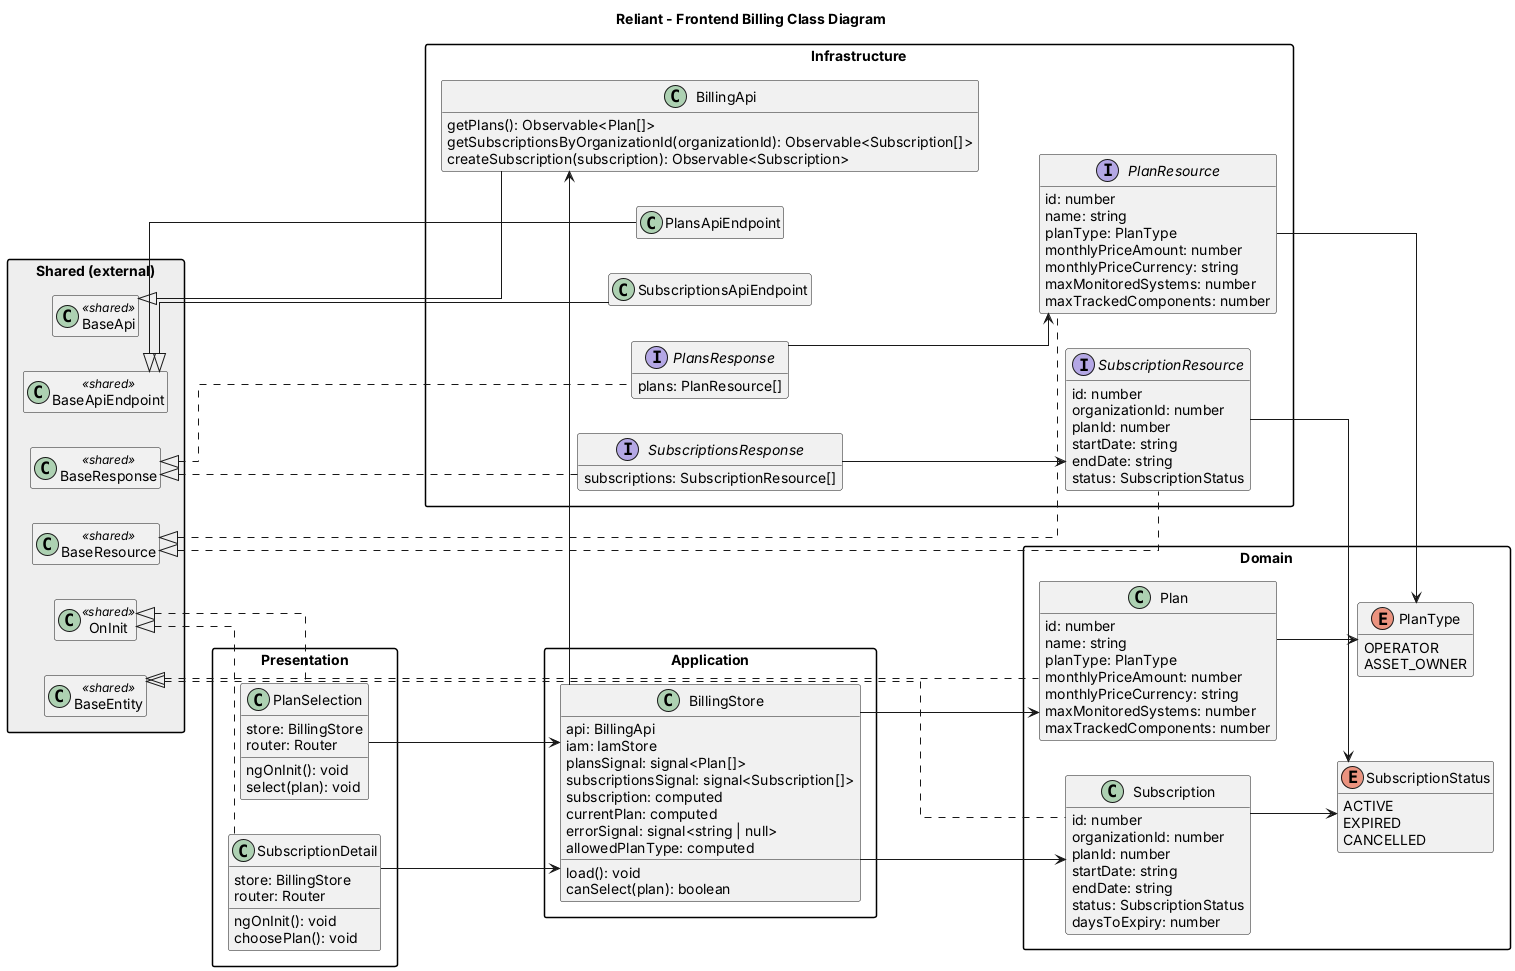 Reliant - Frontend Billing Class Diagram
Infrastructure
C BillingApi
getPlans(): Observable<Plan[]>
getSubscriptionsByOrganizationId(organizationId): Observable<Subscription[]>
createSubscription(subscription): Observable<Subscription>
C PlansApiEndpoint
C SubscriptionsApiEndpoint
I PlansResponse
plans: PlanResource[]
I SubscriptionsResponse
subscriptions: SubscriptionResource[]
I PlanResource
id: number
name: string
planType: PlanType
monthlyPriceAmount: number
monthlyPriceCurrency: string
maxMonitoredSystems: number
maxTrackedComponents: number
I SubscriptionResource
id: number
organizationId: number
planId: number
startDate: string
endDate: string
status: SubscriptionStatus
Shared (external)
C «shared»
BaseApi
C «shared»
BaseApiEndpoint
C «shared»
BaseResponse
C «shared»
BaseResource
C «shared»
OnInit
C «shared»
BaseEntity
Presentation
C PlanSelection
store: BillingStore
router: Router
ngOnInit(): void
select(plan): void
C SubscriptionDetail
store: BillingStore
router: Router
ngOnInit(): void
choosePlan(): void
Application
C BillingStore
api: BillingApi
iam: IamStore
plansSignal: signal<Plan[]>
subscriptionsSignal: signal<Subscription[]>
subscription: computed
currentPlan: computed
errorSignal: signal<string | null>
allowedPlanType: computed
load(): void
canSelect(plan): boolean
Domain
C Plan
id: number
name: string
planType: PlanType
monthlyPriceAmount: number
monthlyPriceCurrency: string
maxMonitoredSystems: number
maxTrackedComponents: number
C Subscription
id: number
organizationId: number
planId: number
startDate: string
endDate: string
status: SubscriptionStatus
daysToExpiry: number
E PlanType
OPERATOR
ASSET_OWNER
E SubscriptionStatus
ACTIVE
EXPIRED
CANCELLED